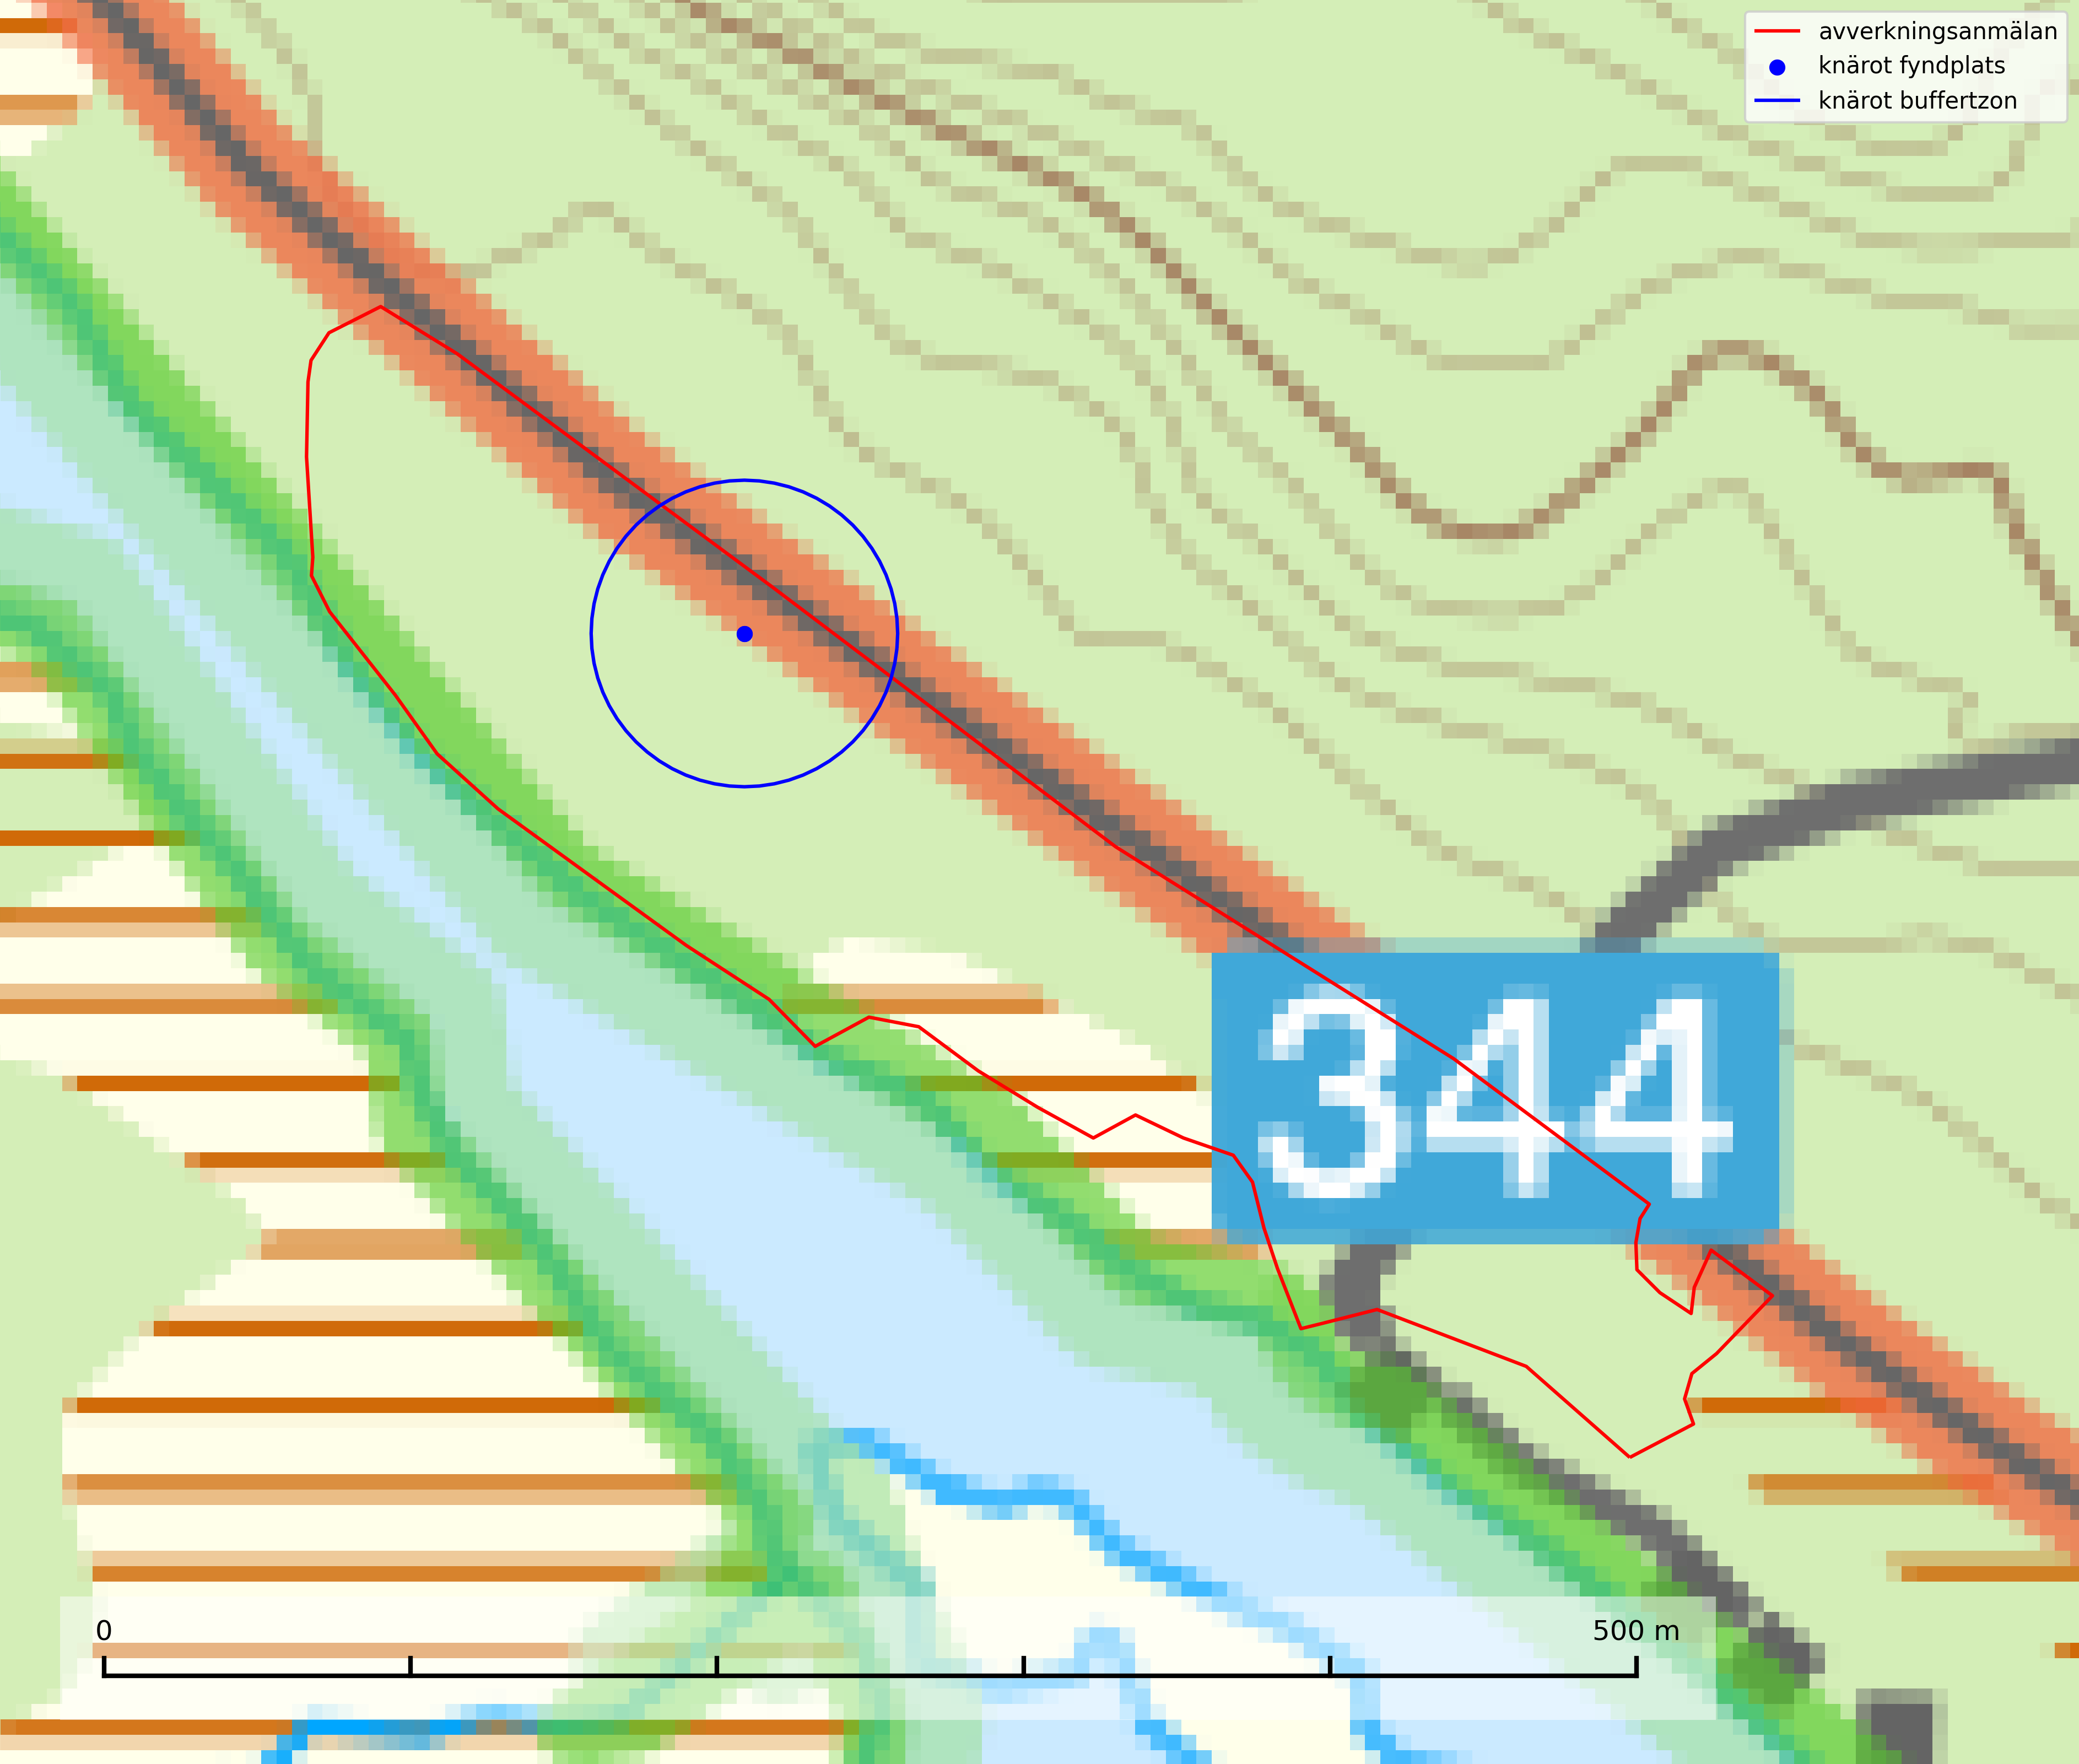 avverkningsanmälan
knärot fyndplats
knärot buffertzon
344
0
500 m